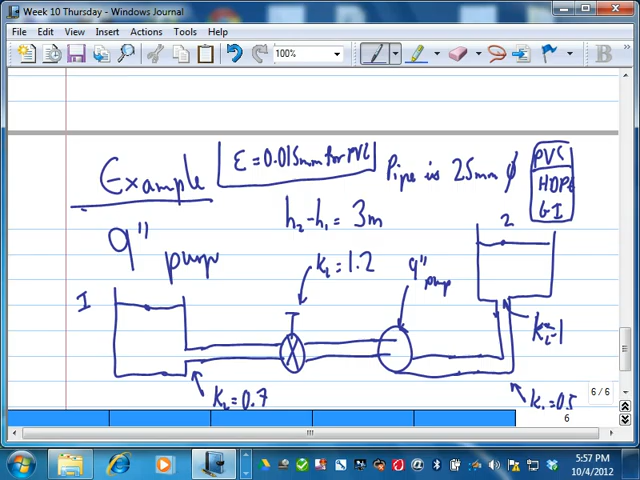 Week 10 Thursday - Windows Journal
File Edit View Insert Actions Tools Help
100%
B
Example
ε = 0.015mm for PVC
Pipe is 25mm ϕ
PVC
HDPE
GI
h2-h1 = 3m
9" pump
KL = 1.2
9" pump
2
1
KL=1
KL = 0.7
KL=0.5
6/6
6
5:57 PM
10/4/2012